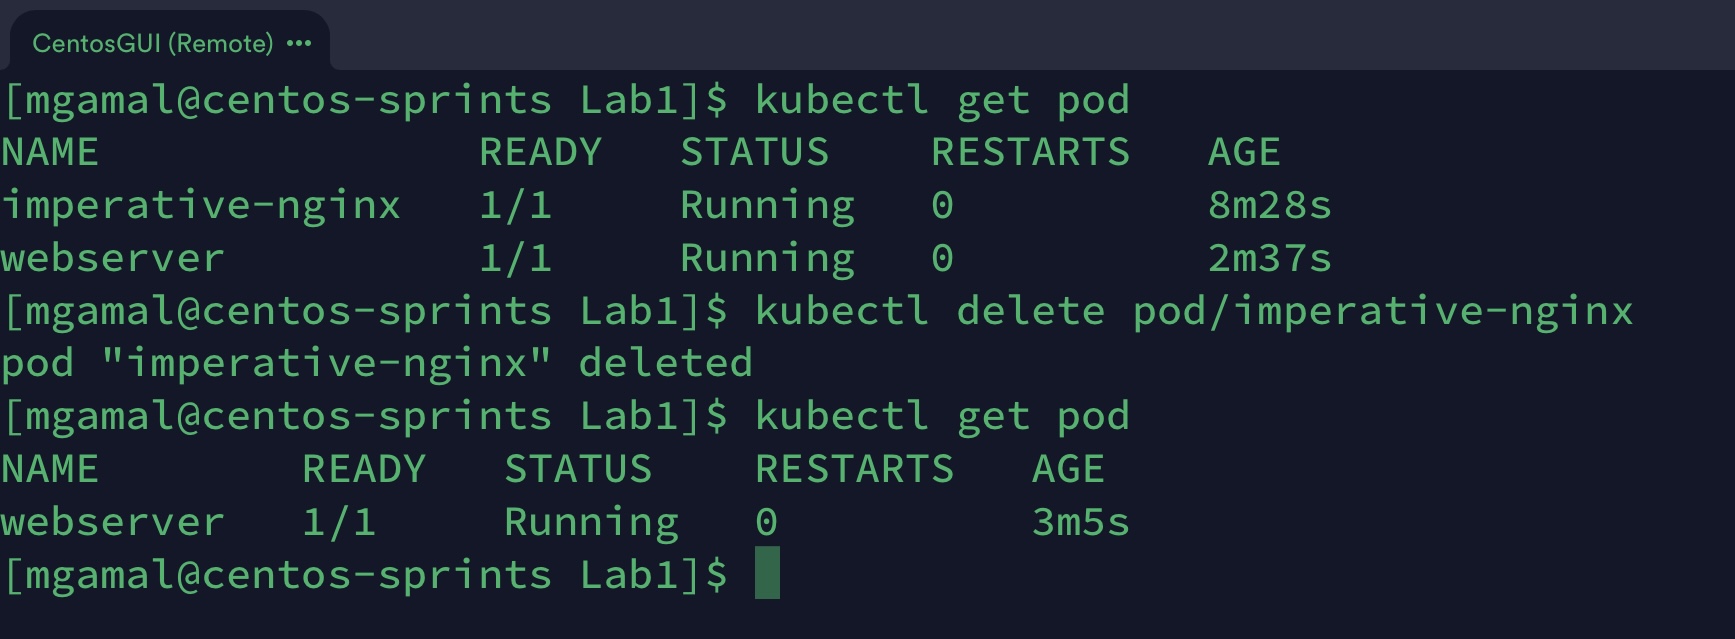 CentosGUI (Remote) •••
[mgamal@centos-sprints Lab1]$ kubectl get pod
NAME               READY   STATUS    RESTARTS   AGE
imperative-nginx   1/1     Running   0          8m28s
webserver          1/1     Running   0          2m37s
[mgamal@centos-sprints Lab1]$ kubectl delete pod/imperative-nginx
pod "imperative-nginx" deleted
[mgamal@centos-sprints Lab1]$ kubectl get pod
NAME        READY   STATUS    RESTARTS   AGE
webserver   1/1     Running   0          3m5s
[mgamal@centos-sprints Lab1]$